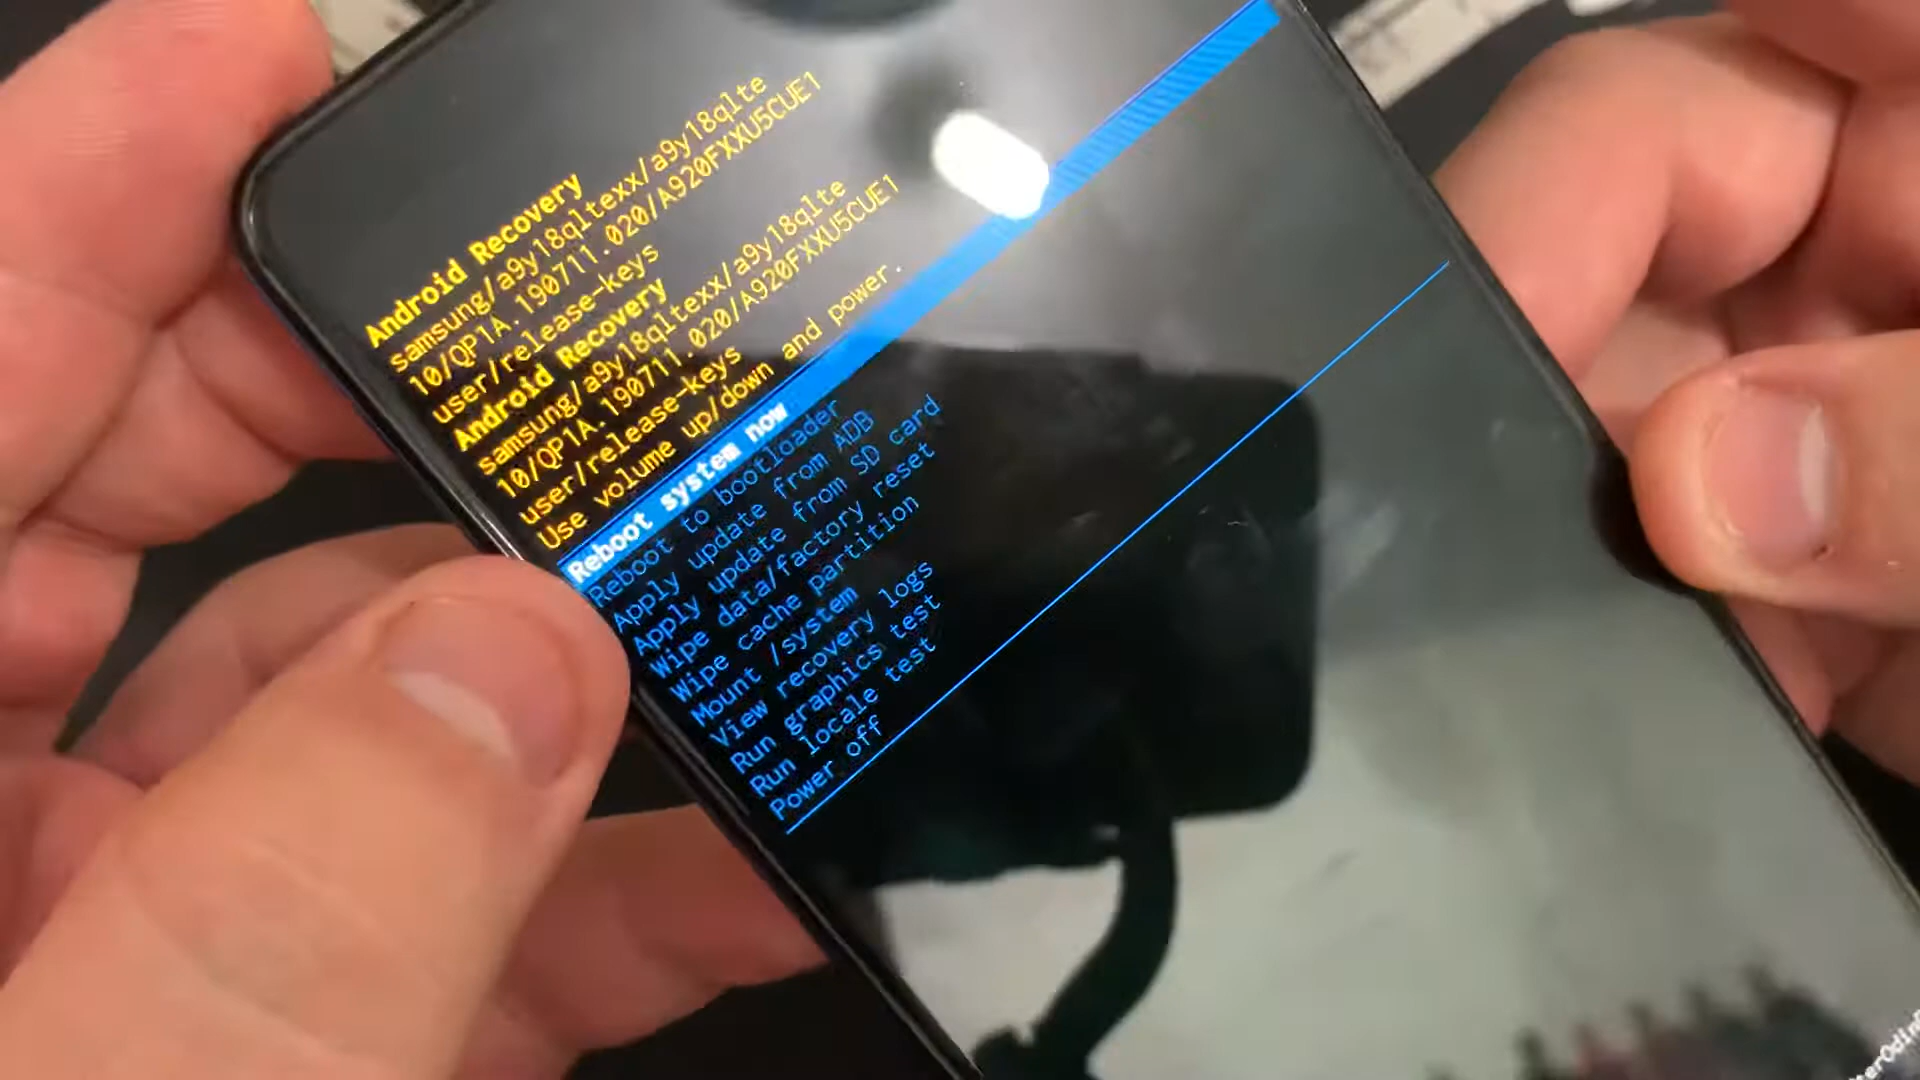 Android Recovery
samsung/a9y18qltexx/a9y18qlte
10/QP1A.190711.020/A920FXXU5CUE1
user/release-keys
Android Recovery
samsung/a9y18qltexx/a9y18qlte
10/QP1A.190711.020/A920FXXU5CUE1
user/release-keys
Use volume up/down and power.
Reboot system now
Reboot to bootloader
Apply update from ADB
Apply update from SD card
Wipe data/factory reset
Wipe cache partition
Mount /system
View recovery logs
Run graphics test
Run locale test
Power off